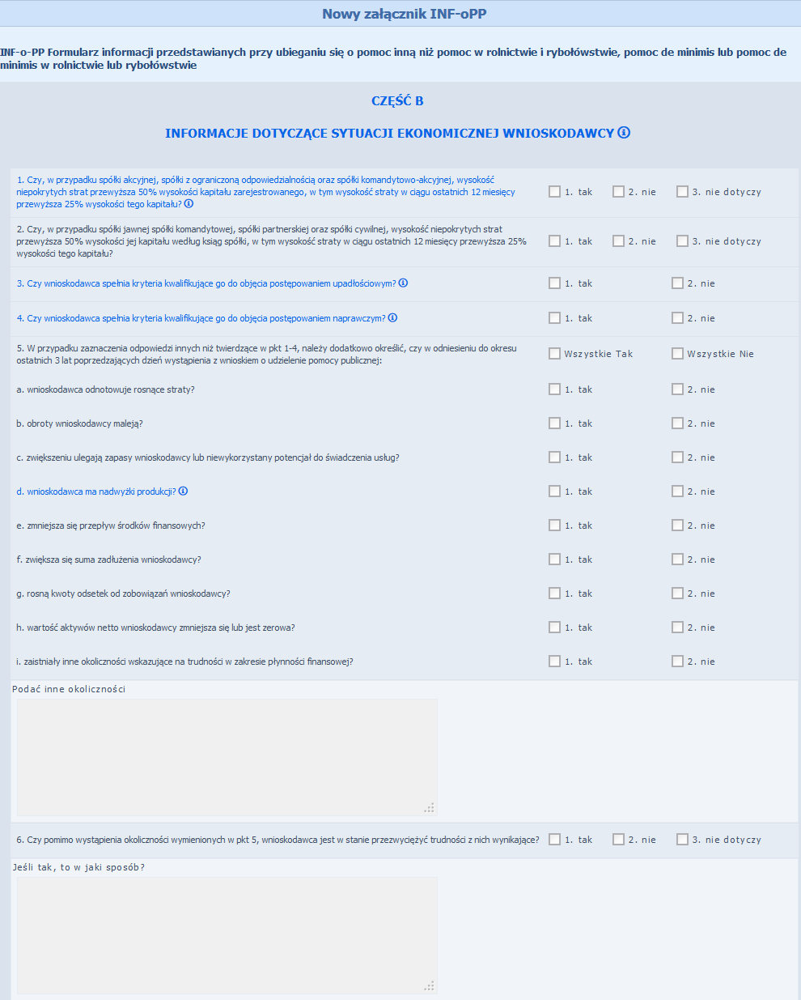 Nowy załącznik INF-oPP
INF-o-PP Formularz informacji przedstawianych przy ubieganiu się o pomoc inną niż pomoc w rolnictwie i rybołówstwie, pomoc de minimis lub pomoc de
minimis w rolnictwie lub rybołówstwie
CZĘŚĆ B
INFORMACJE DOTYCZĄCE SYTUACJI EKONOMICZNEJ WNIOSKODAWCY
1. Czy, w przypadku spółki akcyjnej, spółki z ograniczoną odpowiedzialnością oraz spółki komandytowo-akcyjnej, wysokość
niepokrytych strat przewyższa 50% wysokości kapitału zarejestrowanego, w tym wysokość straty w ciągu ostatnich 12 miesięcy
przewyższa 25% wysokości tego kapitału?
1. tak 2. nie 3. nie dotyczy
2. Czy, w przypadku spółki jawnej spółki komandytowej, spółki partnerskiej oraz spółki cywilnej, wysokość niepokrytych strat
przewyższa 50% wysokości jej kapitału według ksiąg spółki, w tym wysokość straty w ciągu ostatnich 12 miesięcy przewyższa 25%
wysokości tego kapitału?
1. tak 2. nie 3. nie dotyczy
3. Czy wnioskodawca spełnia kryteria kwalifikujące go do objęcia postępowaniem upadłościowym? 1. tak 2. nie
4. Czy wnioskodawca spełnia kryteria kwalifikujące go do objęcia postępowaniem naprawczym? 1. tak 2. nie
5. W przypadku zaznaczenia odpowiedzi innych niż twierdzące w pkt 1-4, należy dodatkowo określić, czy w odniesieniu do okresu
ostatnich 3 lat poprzedzających dzień wystąpienia z wnioskiem o udzielenie pomocy publicznej:
Wszystkie Tak Wszystkie Nie
a. wnioskodawca odnotowuje rosnące straty? 1. tak 2. nie
b. obroty wnioskodawcy maleją? 1. tak 2. nie
c. zwiększeniu ulegają zapasy wnioskodawcy lub niewykorzystany potencjał do świadczenia usług? 1. tak 2. nie
d. wnioskodawca ma nadwyżki produkcji? 1. tak 2. nie
e. zmniejsza się przepływ środków finansowych? 1. tak 2. nie
f. zwiększa się suma zadłużenia wnioskodawcy? 1. tak 2. nie
g. rosną kwoty odsetek od zobowiązań wnioskodawcy? 1. tak 2. nie
h. wartość aktywów netto wnioskodawcy zmniejsza się lub jest zerowa? 1. tak 2. nie
i. zaistniały inne okoliczności wskazujące na trudności w zakresie płynności finansowej? 1. tak 2. nie
Podać inne okoliczności
6. Czy pomimo wystąpienia okoliczności wymienionych w pkt 5, wnioskodawca jest w stanie przezwyciężyć trudności z nich wynikające? 1. tak 2. nie 3. nie dotyczy
Jeśli tak, to w jaki sposób?